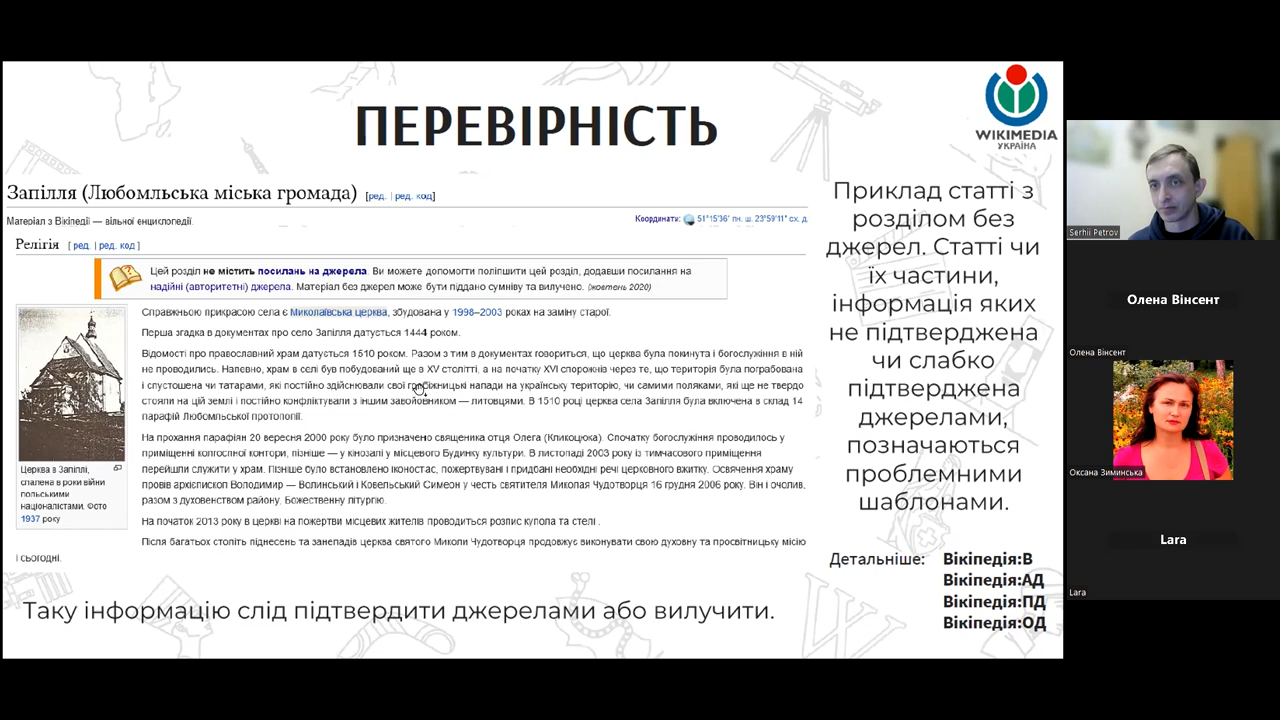 ПЕРЕВІРНІСТЬ
WIKIMEDIA
УКРАЇНА
Запілля (Любомльська міська громада) [ред. | ред. код]
Матеріал з Вікіпедії — вільної енциклопедії.
Координати: 51°15'36" пн. ш. 23°59'11" сх. д.
Релігія [ ред. | ред. код ]
Цей розділ не містить посилань на джерела. Ви можете допомогти поліпшити цей розділ, додавши посилання на
надійні (авторитетні) джерела. Матеріал без джерел може бути піддано сумніву та вилучено. (жовтень 2020)
Справжньою прикрасою села є Миколаївська церква, збудована у 1998–2003 роках на заміну старої.
Перша згадка в документах про село Запілля датується 1444 роком.
Відомості про православний храм датується 1510 роком. Разом з тим в документах говориться, що церква була покинута і богослужіння в ній
не проводились. Напевно, храм в селі був побудований ще в XV столітті, а на початку XVI спорожнів через те, що територія була пограбована
і спустошена чи татарами, які постійно здійснювали свої грабіжницькі напади на українську територію, чи самими поляками, які ще не твердо
стояли на цій землі і постійно конфліктували з іншим завойовником — литовцями. В 1510 році церква села Запілля була включена в склад 14
парафій Любомльської протопопії.
На прохання парафіян 20 вересня 2000 року було призначено священика отця Олега (Кликоцюка). Спочатку богослужіння проводилось у
приміщенні колгоспної контори, пізніше — у кінозалі у місцевого Будинку культури. В листопаді 2003 року із тимчасового приміщення
перейшли служити у храм. Пізніше було встановлено іконостас, пожертвувані і придбані необхідні речі церковного вжитку. Освячення храму
провів архієпископ Володимир — Волинський і Ковельський Симеон у честь святителя Миколая Чудотворця 16 грудня 2006 року. Він і очолив,
разом з духовенством району, Божественну літургію.
На початок 2013 року в церкві на пожертви місцевих жителів проводиться розпис купола та стелі .
Після багатьох століть піднесень та занепадів церква святого Миколи Чудотворця продовжує виконувати свою духовну та просвітницьку місію
і сьогодні.
Церква в Запіллі,
спалена в роки війни
польськими
націоналістами. Фото
1937 року
Приклад статті з
розділом без
джерел. Статті чи
їх частини,
інформація яких
не підтверджена
чи слабко
підтверджена
джерелами,
позначаються
проблемними
шаблонами.
Детальніше: Вікіпедія:В
Вікіпедія:АД
Вікіпедія:ПД
Вікіпедія:ОД
Таку інформацію слід підтвердити джерелами або вилучити.
Serhii Petrov
Олена Вінсент
Олена Вінсент
Оксана Зиминська
Lara
Lara